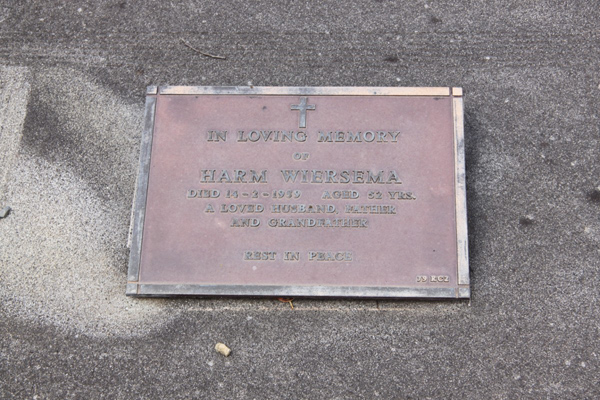 IN LOVING MEMORY
OF
HARM WIERSEMA
DIED 14-2-1979 AGED 52 YRS.
A LOVED HUSBAND, FATHER
AND GRANDFATHER
REST IN PEACE